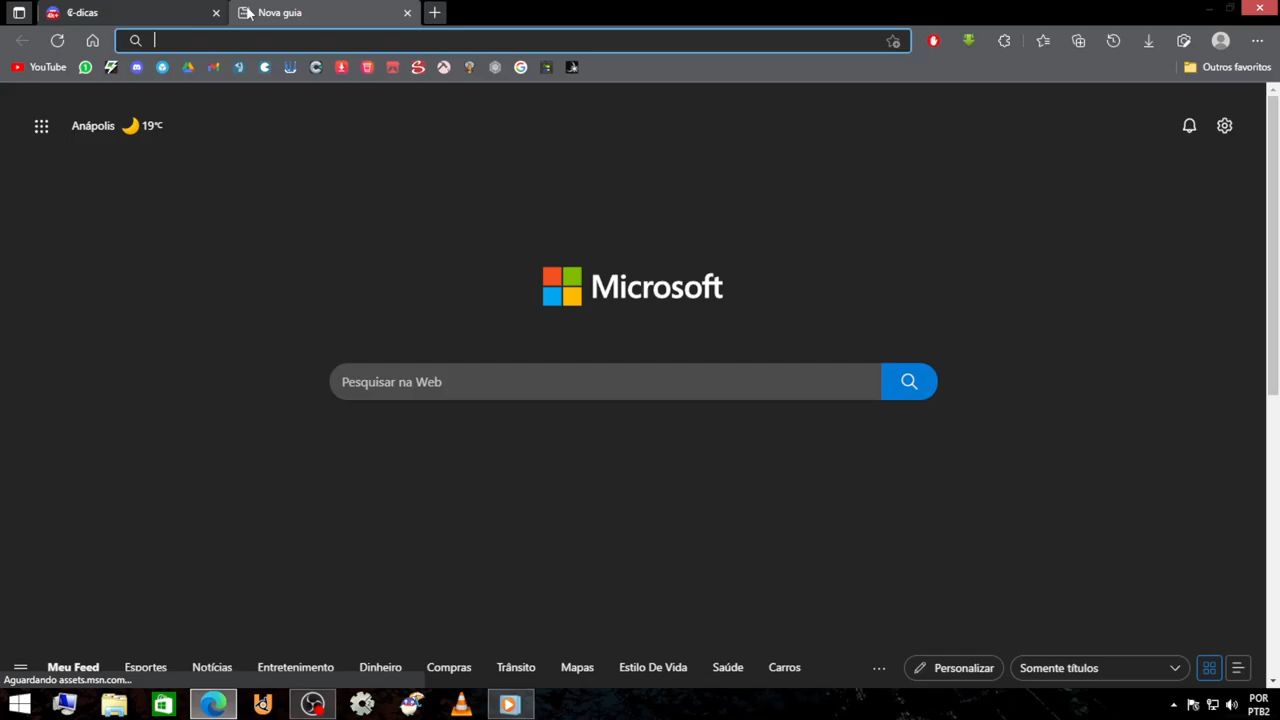 ₢-dicas
Nova guia
YouTube
Outros favoritos
Anápolis 19°C
Microsoft
Pesquisar na Web
Meu Feed Esportes Notícias Entretenimento Dinheiro Compras Trânsito Mapas Estilo De Vida Saúde Carros ... Personalizar Somente títulos
Aguardando assets.msn.com...
POR
PTB2